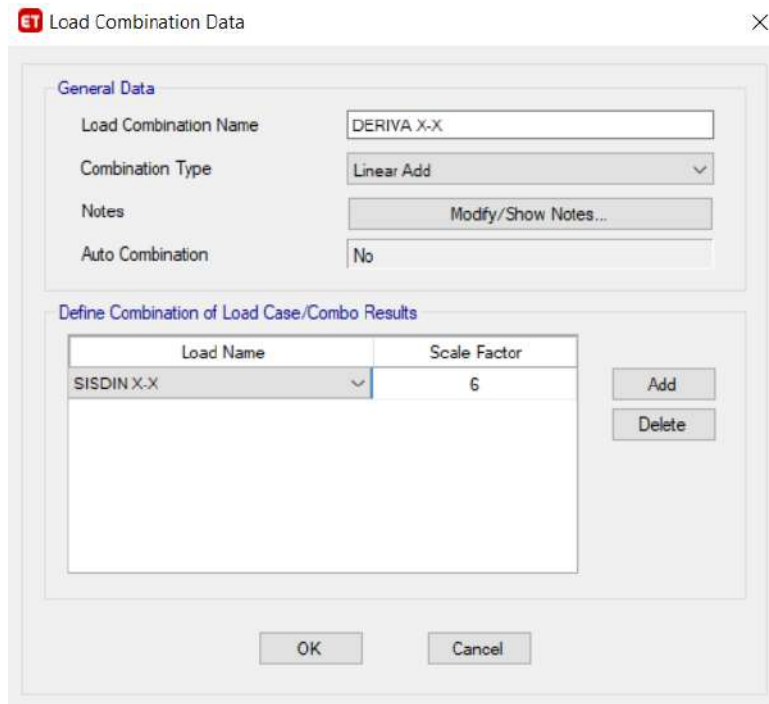 ET Load Combination Data
General Data
Load Combination Name DERIVA X-X
Combination Type Linear Add
Notes Modify/Show Notes...
Auto Combination No
Define Combination of Load Case/Combo Results
Load Name Scale Factor
SISDIN X-X 6 Add
Delete
OK Cancel